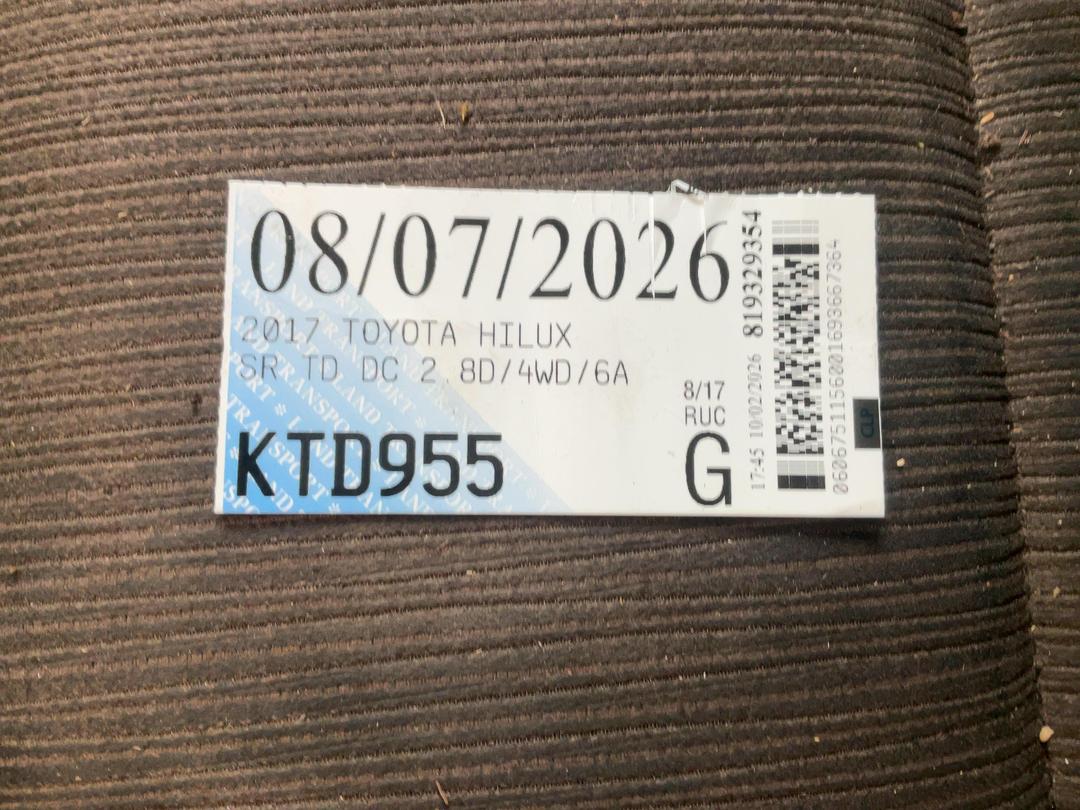 08/07/2026
2017 TOYOTA HILUX
SR TD DC 2.8D/4WD/6A
8/17
RUC
KTD955
G
17:45 10/02/2026 819329354
CLP